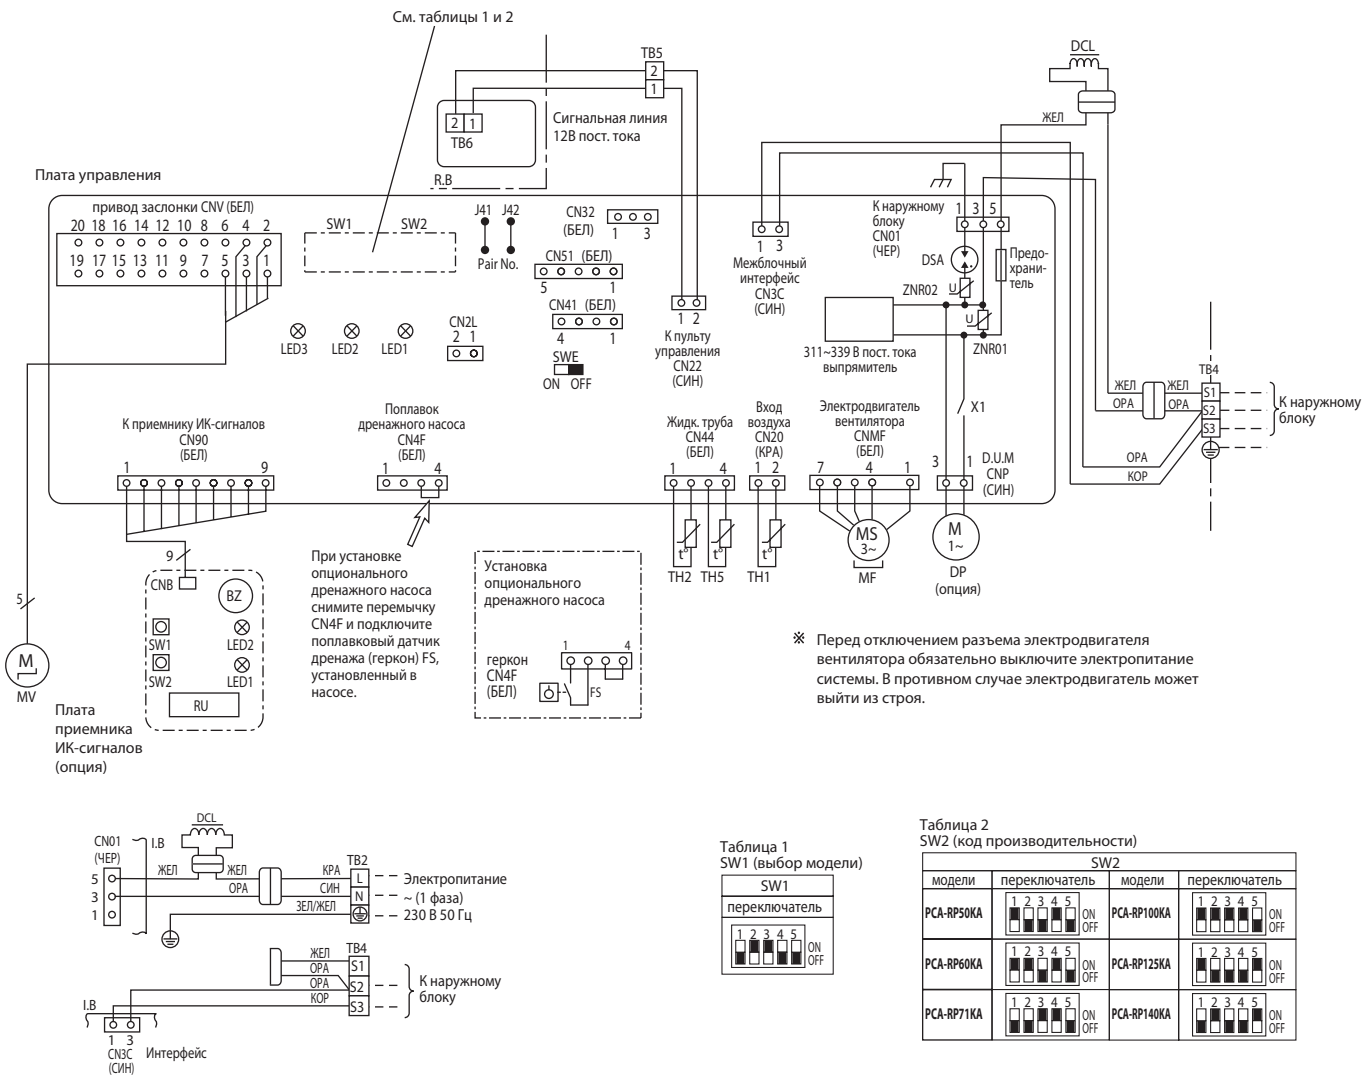 См. таблицы 1 и 2
DCL
TB5
2
1
ЖЕЛ
2 1
TB6
Сигнальная линия
12В пост. тока
R.B
Плата управления
привод заслонки CNV (БЕЛ)
20 18 16 14 12 10 8 6 4 2
19 17 15 13 11 9 7 5 3 1
SW1 SW2
J41 J42
Pair No.
CN32
(БЕЛ)
1 3
CN51 (БЕЛ)
5 1
CN41 (БЕЛ)
4 1
SWE
ON OFF
LED3 LED2 LED1
CN2L
2 1
1 2
К пульту
управления
CN22
(СИН)
1 3
Межблочный
интерфейс
CN3C
(СИН)
К наружному
блоку
CN01
(ЧЕР)
1 3 5
DSA
Предо-
храни-
тель
ZNR02
U
U
ZNR01
311~339 В пост. тока
выпрямитель
X1
TB4
ЖЕЛ ЖЕЛ S1
ОРА ОРА S2
S3
К наружному
блоку
ОРА
КОР
К приемнику ИК-сигналов
CN90
(БЕЛ)
1 9
Поплавок
дренажного насоса
CN4F
(БЕЛ)
1 4
Жидк. труба
CN44
(БЕЛ)
1 4
Вход
воздуха
CN20
(КРА)
1 2
Электродвигатель
вентилятора
CNMF
(БЕЛ)
7 4 1
3 1
D.U.M
CNP
(СИН)
t° t° t°
TH2 TH5 TH1
MS
3~
MF
M
1~
DP
(опция)
9
CNB
BZ
SW1
LED2
SW2
LED1
RU
5
M
MV
Плата
приемника
ИК-сигналов
(опция)
При установке
опционального
дренажного насоса
снимите перемычку
CN4F и подключите
поплавковый датчик
дренажа (геркон) FS,
установленный в
насосе.
Установка
опционального
дренажного насоса
1 4
геркон
CN4F
(БЕЛ)
FS
※ Перед отключением разъема электродвигателя
вентилятора обязательно выключите электропитание
системы. В противном случае электродвигатель может
выйти из строя.
DCL
CN01
(ЧЕР)
I.B
5
3
1
ЖЕЛ ЖЕЛ КРА
ОРА СИН
ЗЕЛ/ЖЕЛ
TB2
L
N
Электропитание
~ (1 фаза)
230 В 50 Гц
TB4
ЖЕЛ S1
ОРА
ОРА S2
КОР S3
К наружному
блоку
I.B
1 3
CN3C
(СИН)
Интерфейс
Таблица 1
SW1 (выбор модели)
SW1
переключатель
1 2 3 4 5
ON
OFF
Таблица 2
SW2 (код производительности)
SW2
модели переключатель модели переключатель
PCA-RP50KA 1 2 3 4 5 ON OFF PCA-RP100KA 1 2 3 4 5 ON OFF
PCA-RP60KA 1 2 3 4 5 ON OFF PCA-RP125KA 1 2 3 4 5 ON OFF
PCA-RP71KA 1 2 3 4 5 ON OFF PCA-RP140KA 1 2 3 4 5 ON OFF